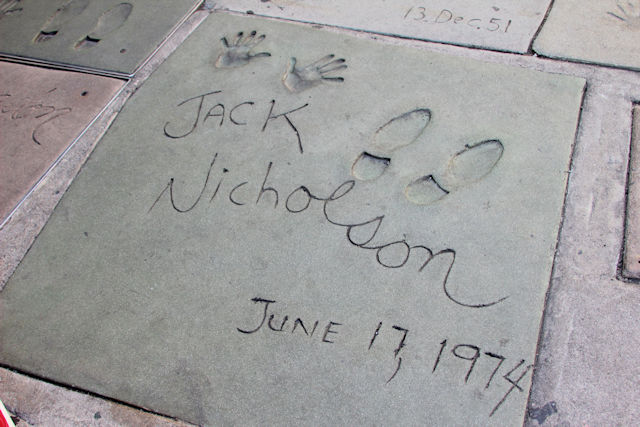 13. Dec. 51
JACK
Nicholson
JUNE 17, 1974